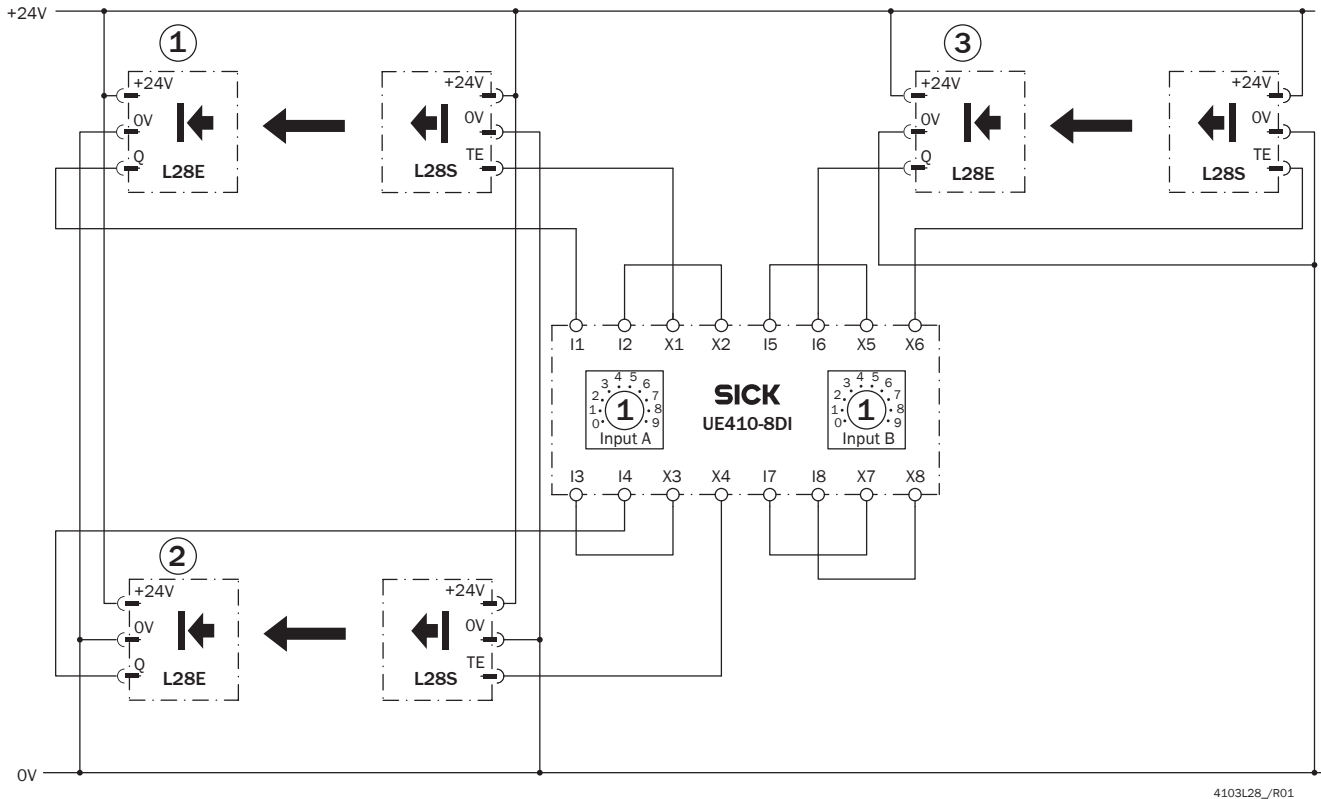 +24V
1
3
+24V
0V
Q
L28E
+24V
0V
TE
L28S
+24V
0V
Q
L28E
+24V
0V
TE
L28S
I1 I2 X1 X2 I5 I6 X5 X6
0 1 2 3 4 5 6 7 8 9
1
Input A
SICK
UE410-8DI
0 1 2 3 4 5 6 7 8 9
1
Input B
I3 I4 X3 X4 I7 I8 X7 X8
2
+24V
0V
Q
L28E
+24V
0V
TE
L28S
0V
4103L28_/R01